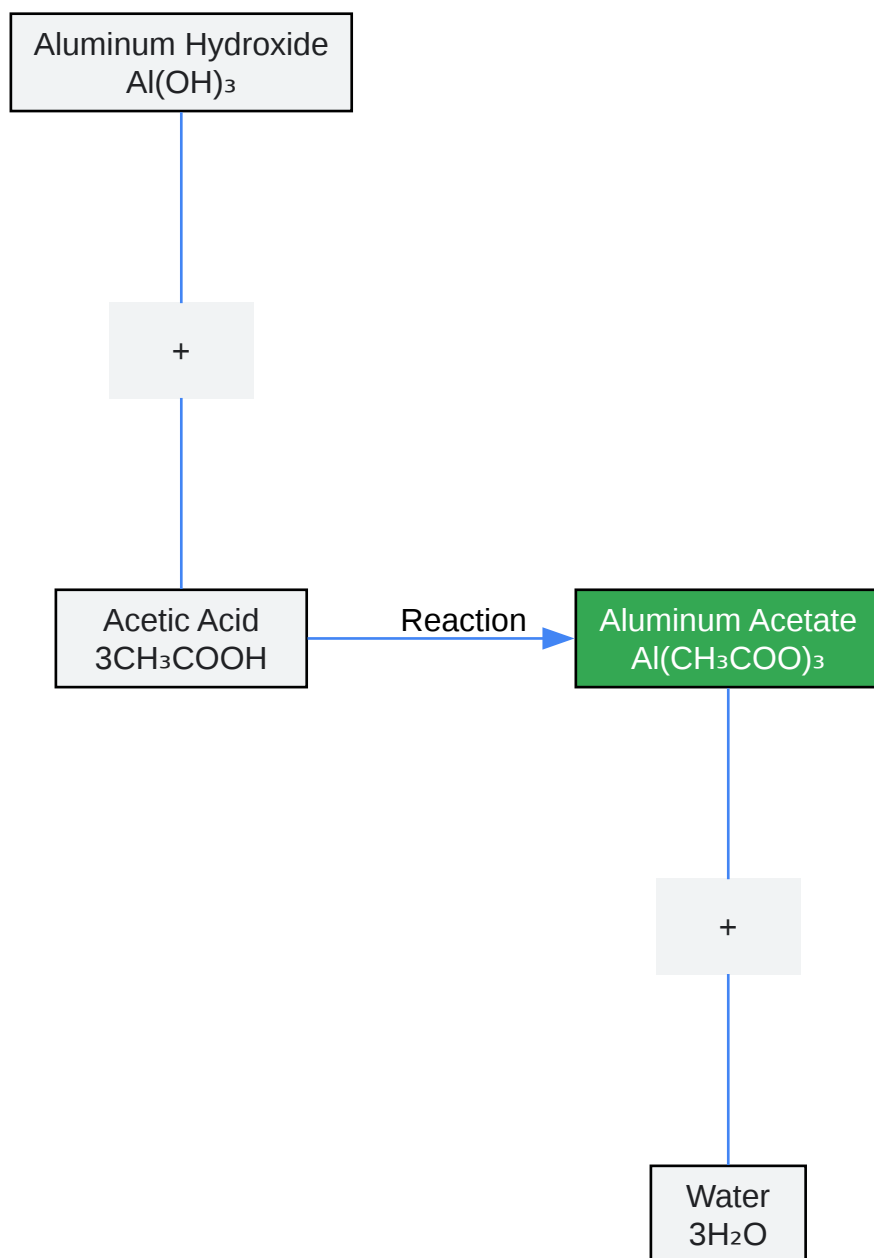 Aluminum Hydroxide
Al(OH)₃
+
Acetic Acid
3CH₃COOH
Reaction
Aluminum Acetate
Al(CH₃COO)₃
+
Water
3H₂O